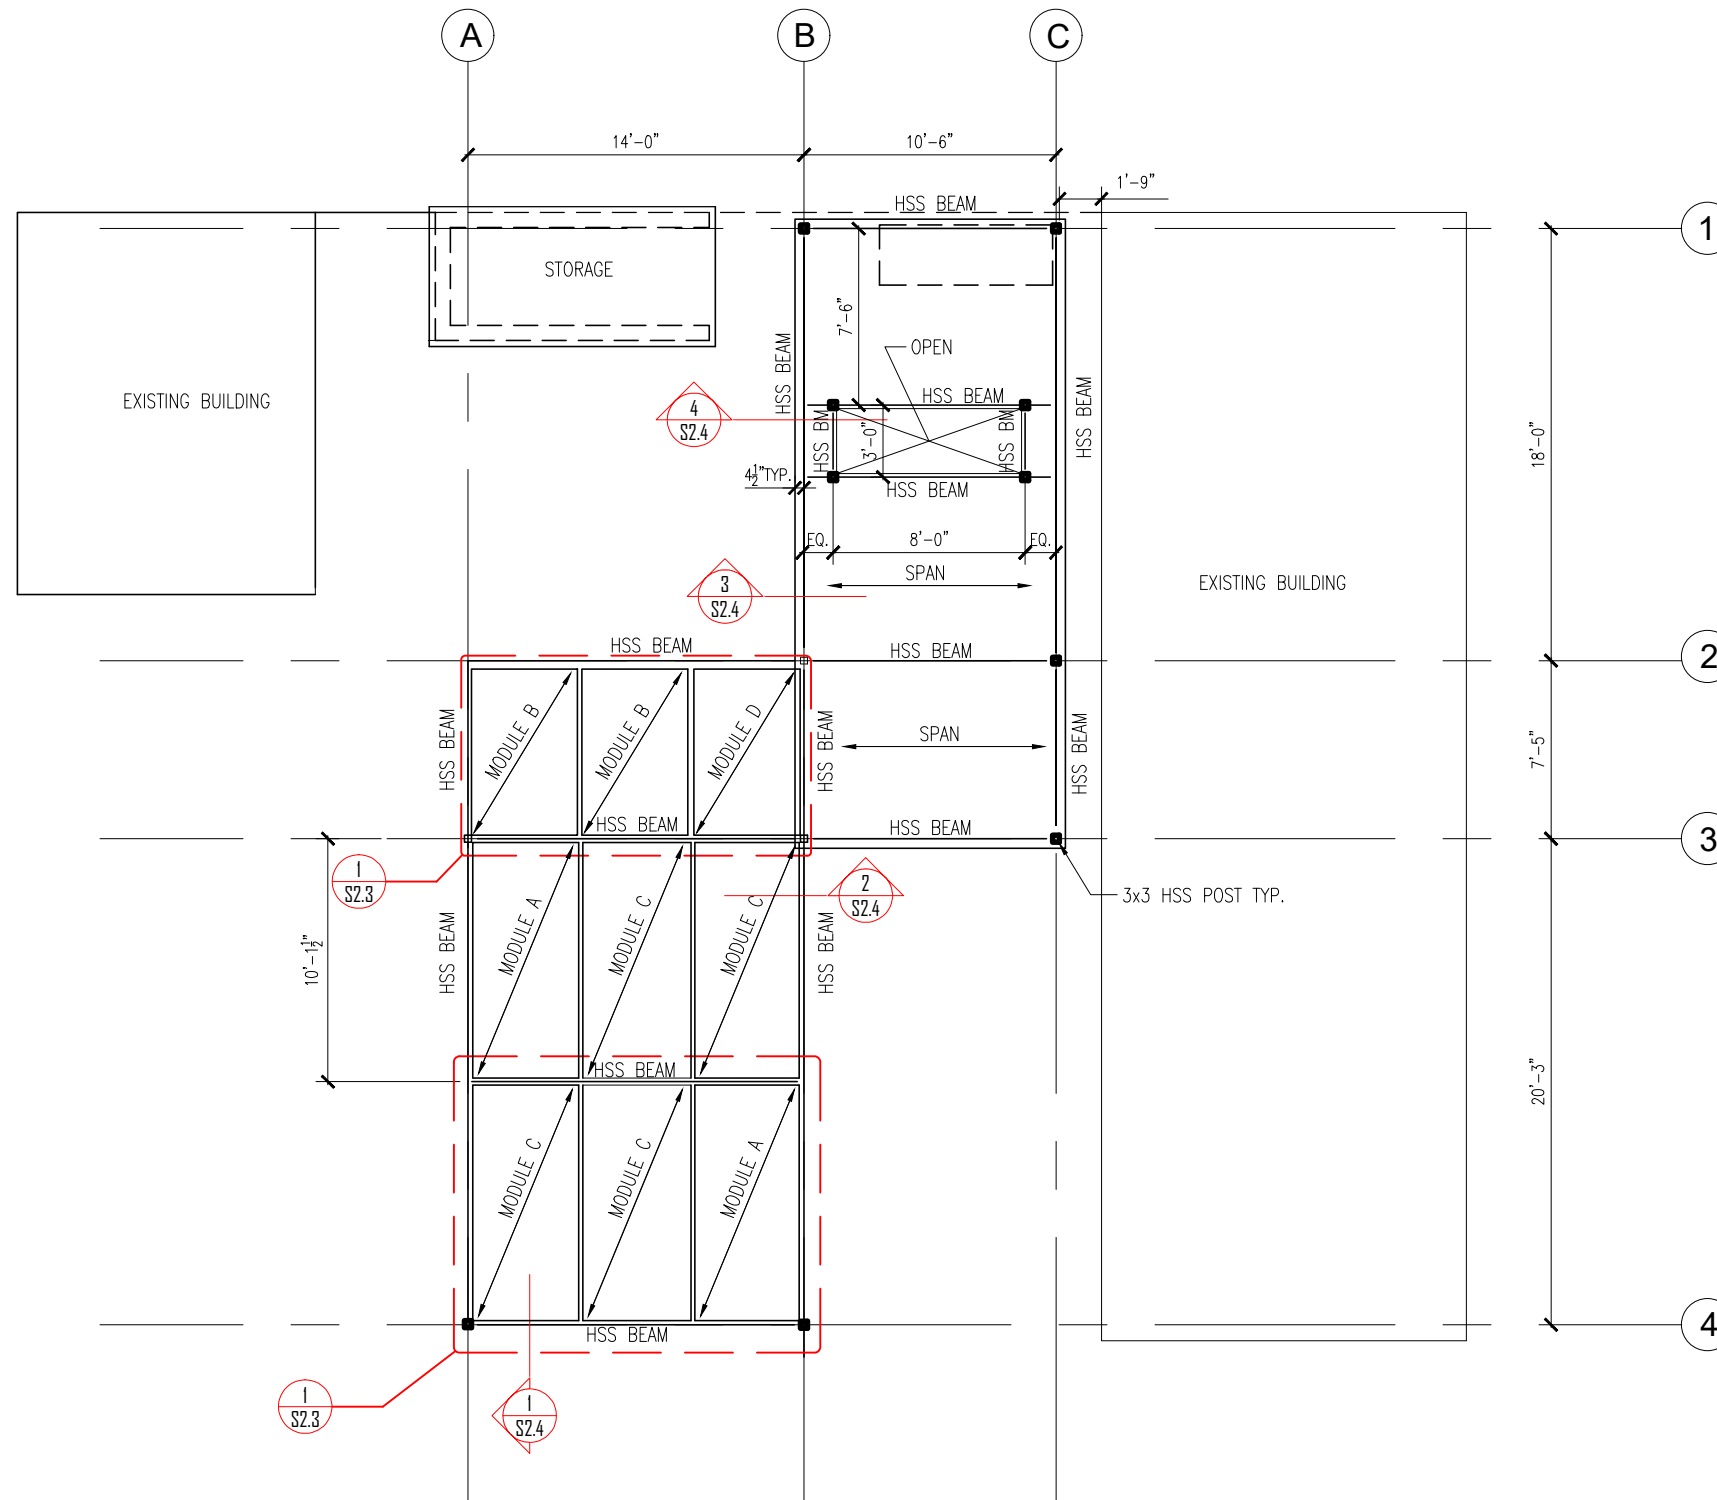 A
B
C
14'-0"
10'-6"
1'-9"
HSS BEAM
1
STORAGE
7'-6"
OPEN
HSS BEAM
HSS BEAM
EXISTING BUILDING
HSS BEAM
4
S2.4
HSS BM
3'-0"
HSS BM
18'-0"
4½" TYP.
HSS BEAM
EQ.
8'-0"
EQ.
SPAN
EXISTING BUILDING
3
S2.4
HSS BEAM
HSS BEAM
2
MODULE B
MODULE B
MODULE D
HSS BEAM
HSS BEAM
SPAN
HSS BEAM
7'-5"
HSS BEAM
HSS BEAM
3
1
S2.3
2
S2.4
3x3 HSS POST TYP.
10'-1½"
HSS BEAM
MODULE A
MODULE C
MODULE C
HSS BEAM
HSS BEAM
20'-3"
MODULE C
MODULE C
MODULE A
HSS BEAM
4
1
S2.3
1
S2.4